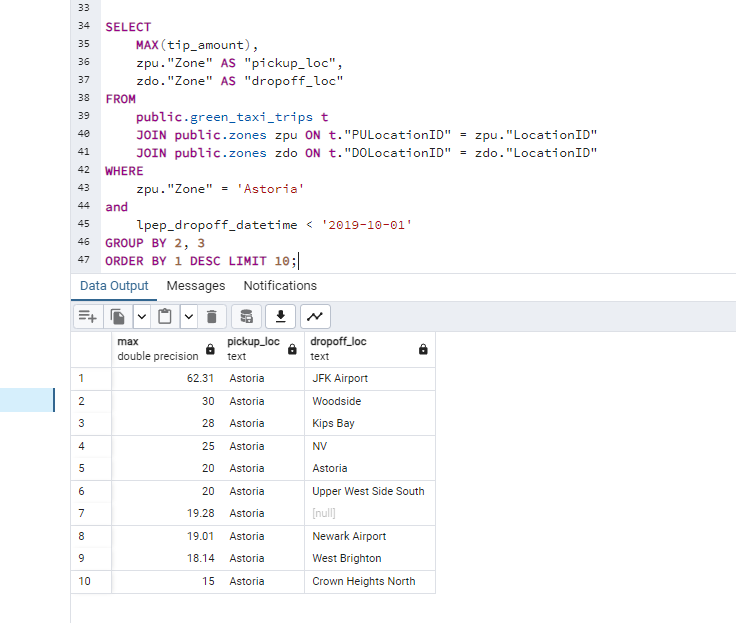 33
34 SELECT
35 MAX(tip_amount),
36 zpu."Zone" AS "pickup_loc",
37 zdo."Zone" AS "dropoff_loc"
38 FROM
39 public.green_taxi_trips t
40 JOIN public.zones zpu ON t."PULocationID" = zpu."LocationID"
41 JOIN public.zones zdo ON t."DOLocationID" = zdo."LocationID"
42 WHERE
43 zpu."Zone" = 'Astoria'
44 and
45 lpep_dropoff_datetime < '2019-10-01'
46 GROUP BY 2, 3
47 ORDER BY 1 DESC LIMIT 10;
Data Output Messages Notifications
max pickup_loc dropoff_loc
double precision text text
1 62.31 Astoria JFK Airport
2 30 Astoria Woodside
3 28 Astoria Kips Bay
4 25 Astoria NV
5 20 Astoria Astoria
6 20 Astoria Upper West Side South
7 19.28 Astoria [null]
8 19.01 Astoria Newark Airport
9 18.14 Astoria West Brighton
10 15 Astoria Crown Heights North